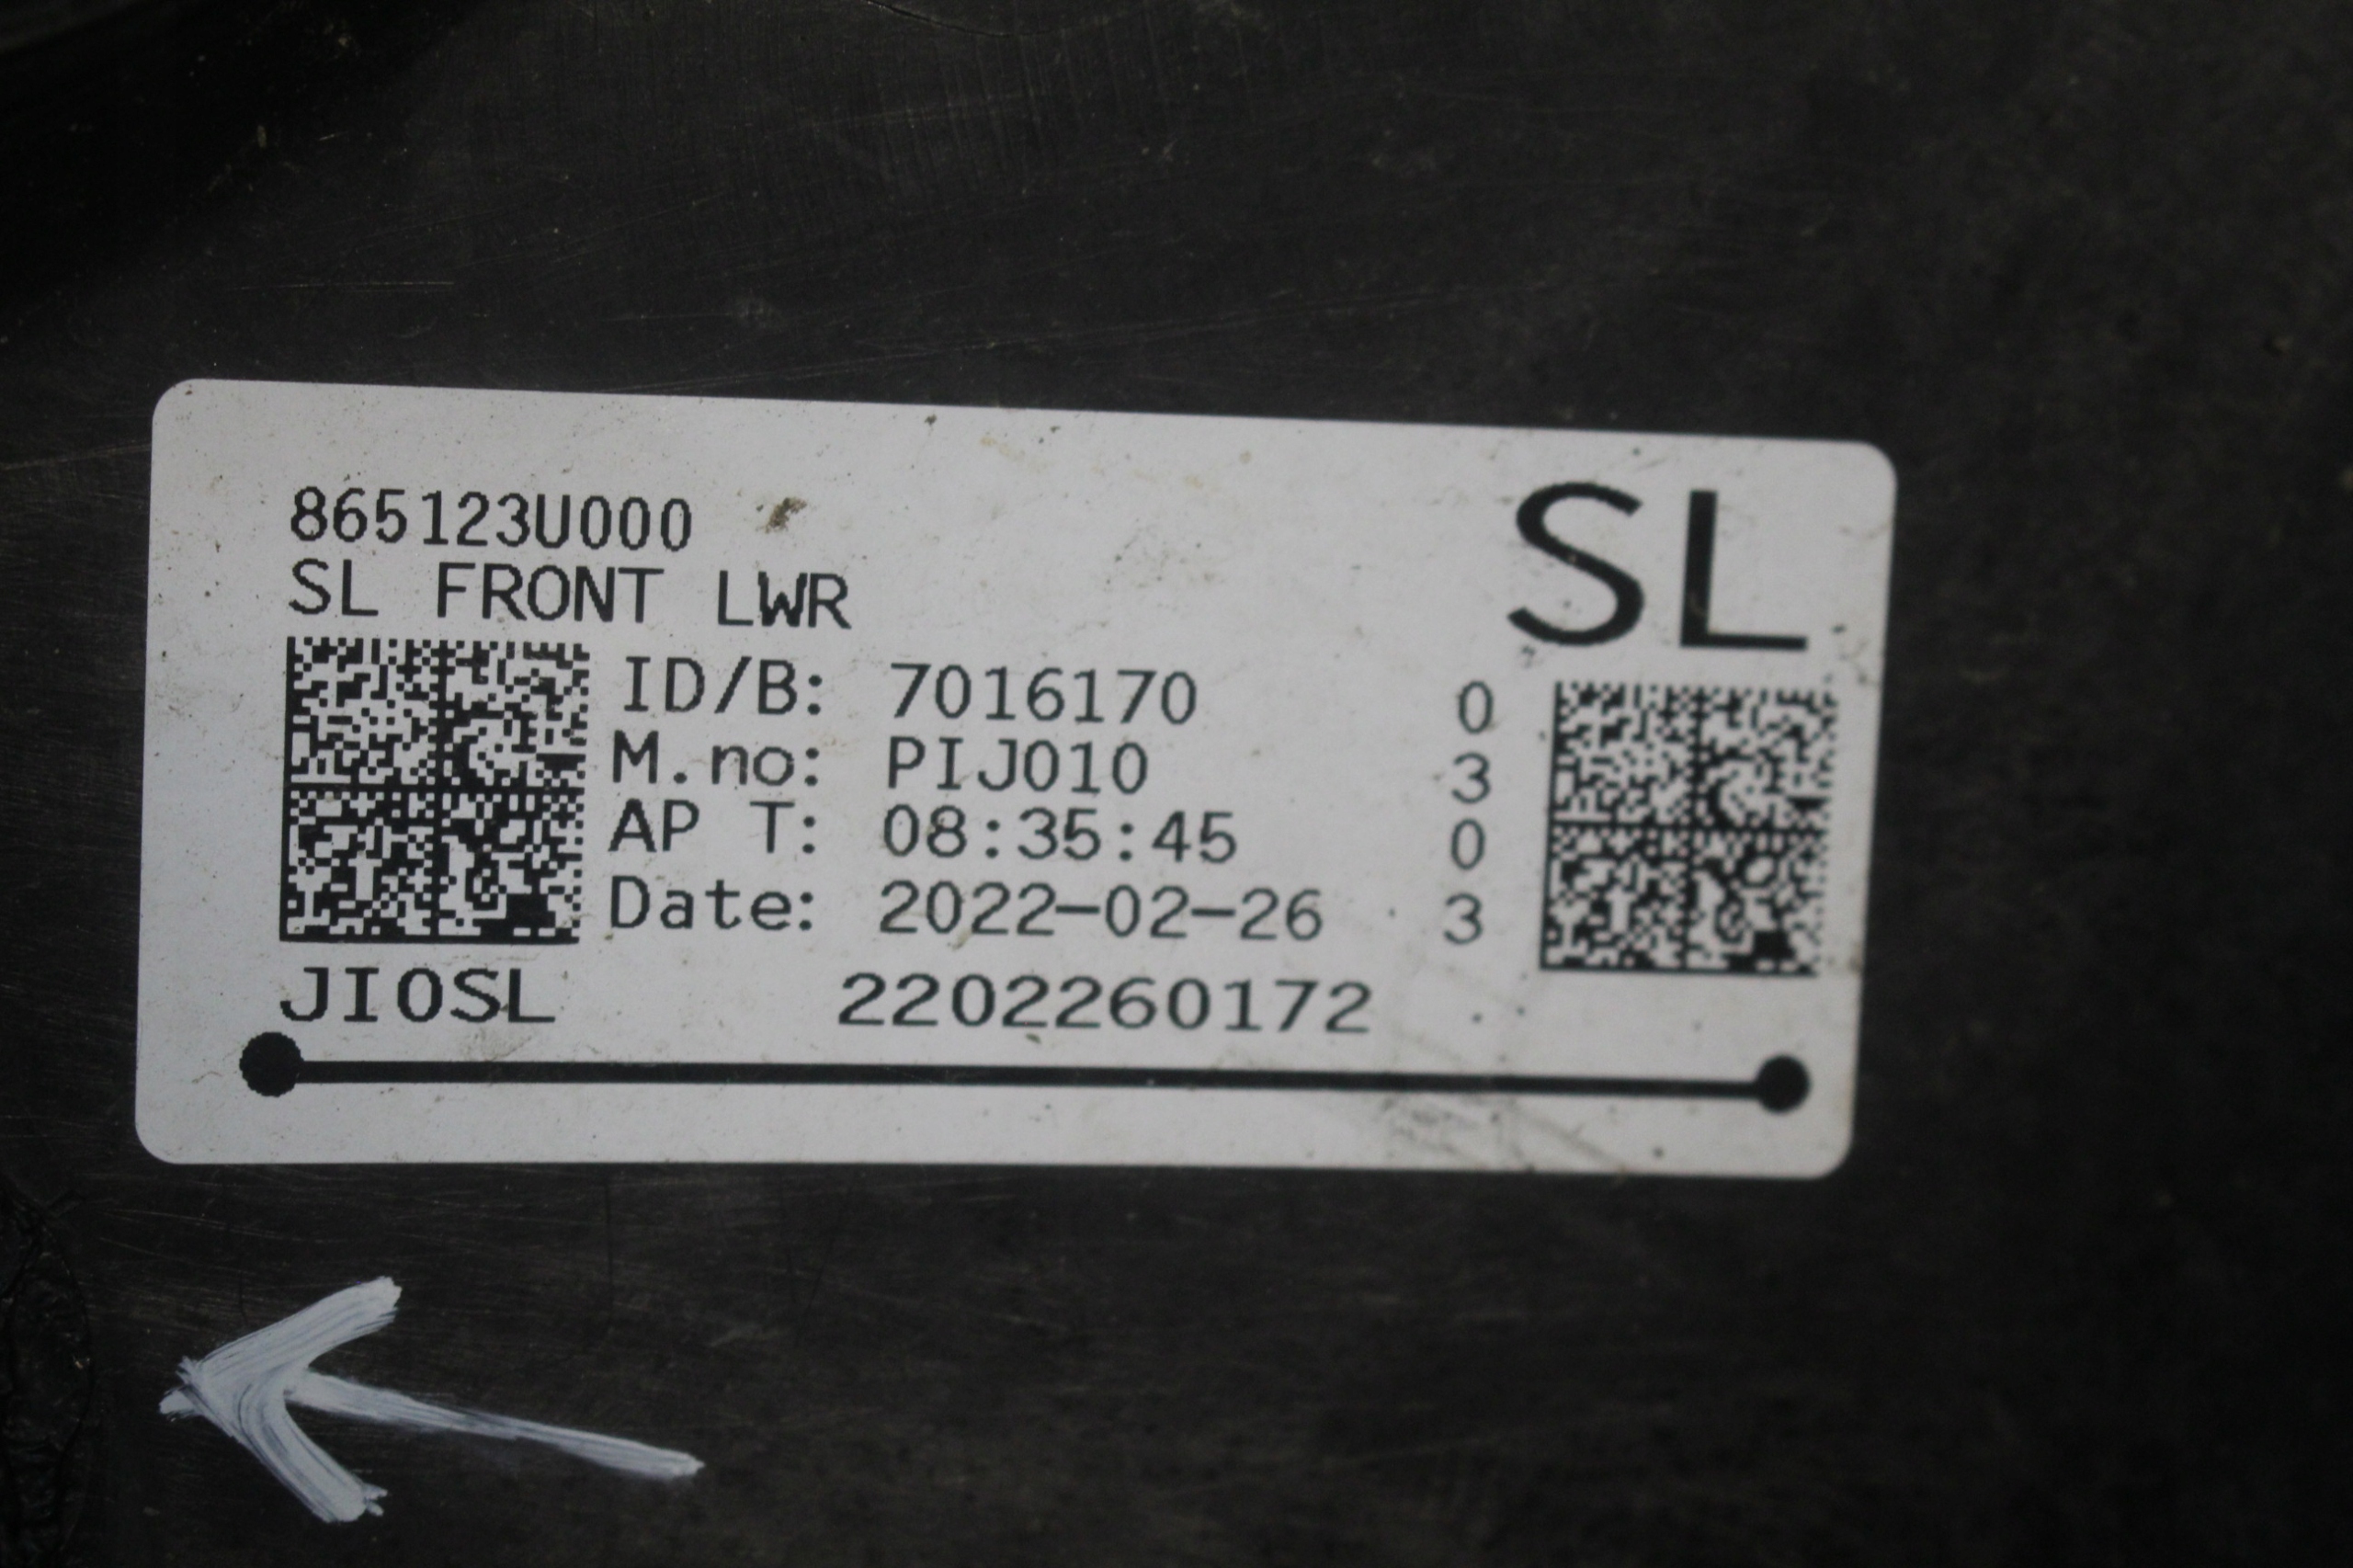 865123U000
SL
SL FRONT LWR
ID/B: 7016170
M.no: PIJ010
AP T: 08:35:45
Date: 2022-02-26
0
3
0
3
JI0SL 2202260172